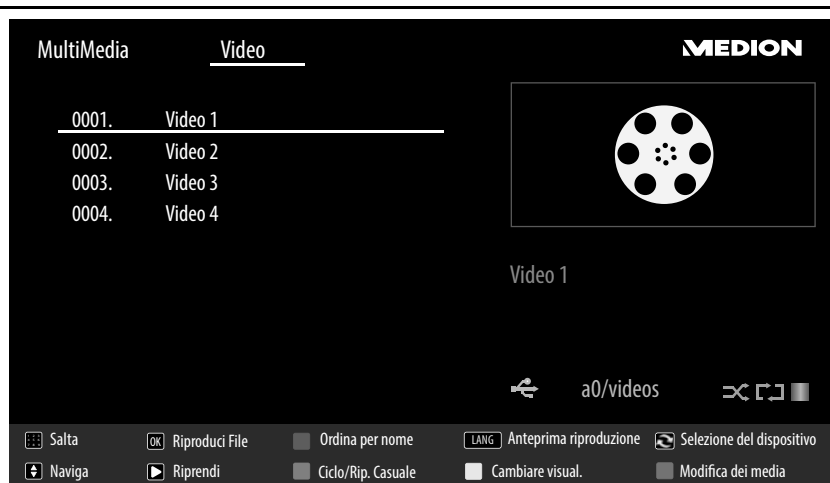 MultiMedia Video MEDION
0001. Video 1
0002. Video 2
0003. Video 3
0004. Video 4
Video 1
a0/videos
Salta OK Riproduci File Ordina per nome LANG Anteprima riproduzione Selezione del dispositivo
Naviga Riprendi Ciclo/Rip. Casuale Cambiare visual. Modifica dei media